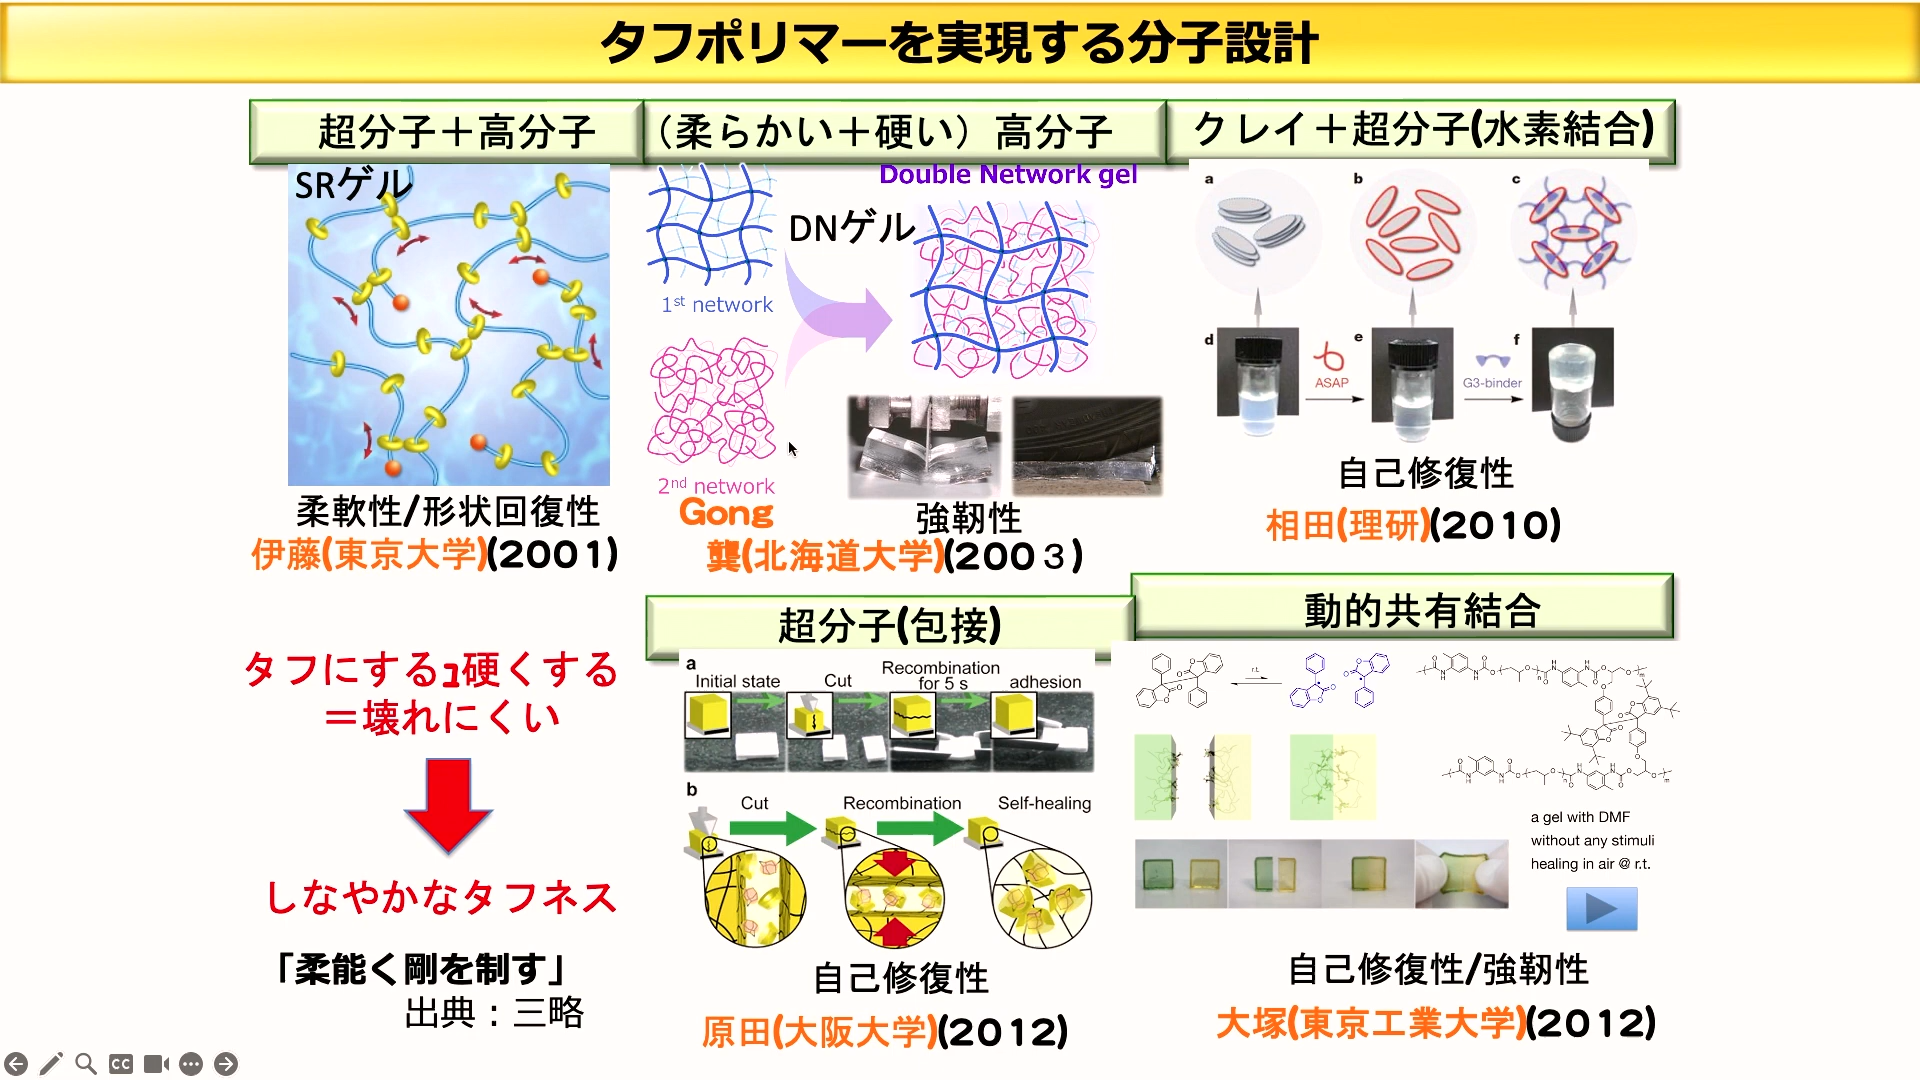 タフポリマーを実現する分子設計
超分子＋高分子
SRゲル
柔軟性/形状回復性
伊藤(東京大学)(2001)
（柔らかい＋硬い）高分子
Double Network gel
DNゲル
1st network
2nd network
Gong
強靭性
龔(北海道大学)(2003)
クレイ＋超分子(水素結合)
a
b
c
d
e
f
ASAP
G3-binder
自己修復性
相田(理研)(2010)
タフにする
硬くする
＝壊れにくい
しなやかなタフネス
「柔能く剛を制す」
出典：三略
超分子(包接)
a
Initial state
Cut
Recombination
for 5 s
adhesion
b
Cut
Recombination
Self-healing
自己修復性
原田(大阪大学)(2012)
動的共有結合
r.t.
a gel with DMF
without any stimuli
healing in air @ r.t.
自己修復性/強靭性
大塚(東京工業大学)(2012)
CC